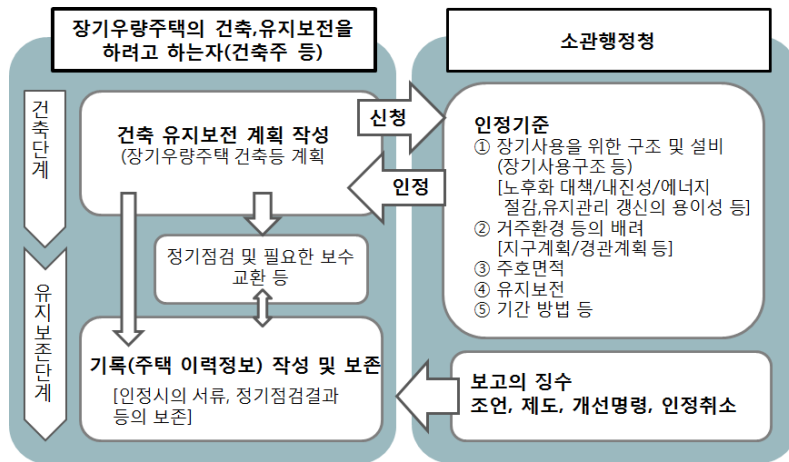 장기우량주택의 건축,유지보전을
하려고 하는자(건축주 등)
소관행정청
건축단계
건축 유지보전 계획 작성
(장기우량주택 건축등 계획
신청
인정
인정기준
① 장기사용을 위한 구조 및 설비
(장기사용구조 등)
[노후화 대책/내진성/에너지
절감,유지관리 갱신의 용이성 등]
② 거주환경 등의 배려
[지구계획/경관계획 등]
③ 주호면적
④ 유지보전
⑤ 기간 방법 등
정기점검 및 필요한 보수
교환 등
유지보존단계
기록(주택 이력정보) 작성 및 보존
[인정시의 서류, 정기점검결과
등의 보존]
보고의 징수
조언, 제도, 개선명령, 인정취소